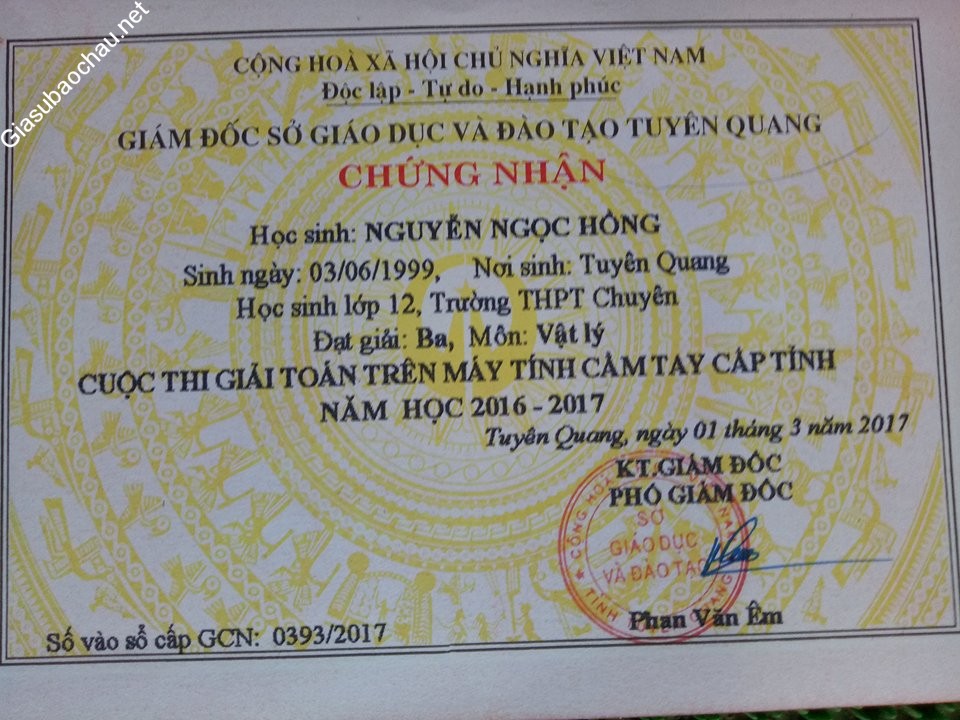 Giasubaochau.net
CỘNG HOÀ XÃ HỘI CHỦ NGHĨA VIỆT NAM
Độc lập - Tự do - Hạnh phúc
GIÁM ĐỐC SỞ GIÁO DỤC VÀ ĐÀO TẠO TUYÊN QUANG
CHỨNG NHẬN
Học sinh: NGUYỄN NGỌC HỒNG
Sinh ngày: 03/06/1999, Nơi sinh: Tuyên Quang
Học sinh lớp 12, Trường THPT Chuyên
Đạt giải: Ba, Môn: Vật lý
CUỘC THI GIẢI TOÁN TRÊN MÁY TÍNH CẦM TAY CẤP TỈNH
NĂM HỌC 2016 - 2017
Tuyên Quang, ngày 01 tháng 3 năm 2017
KT.GIÁM ĐỐC
PHÓ GIÁM ĐỐC
SỞ
GIÁO DỤC
VÀ ĐÀO TẠO
Phan Văn Êm
Số vào sổ cấp GCN: 0393/2017